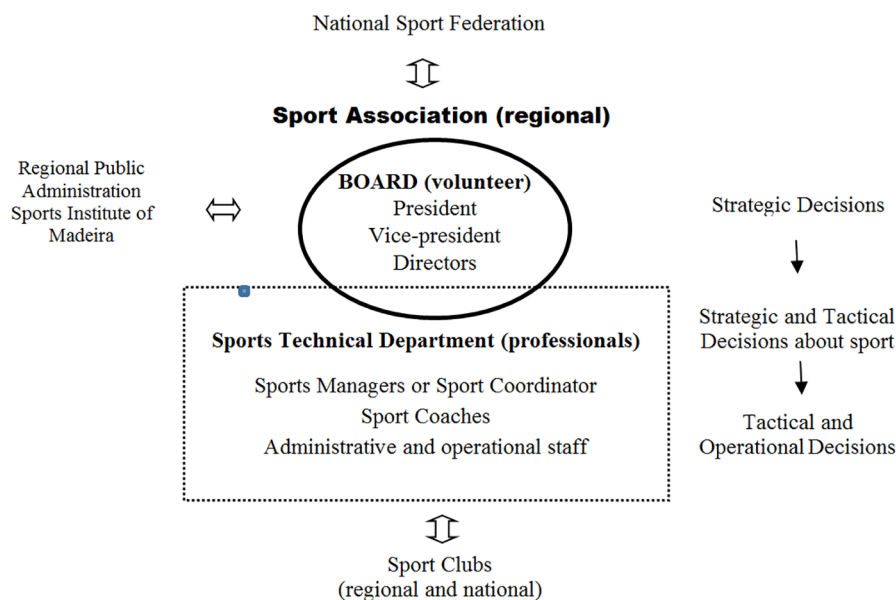 National Sport Federation
Sport Association (regional)
Regional Public
Administration
Sports Institute of
Madeira
BOARD (volunteer)
President
Vice-president
Directors
Strategic Decisions
Sports Technical Department (professionals)
Sports Managers or Sport Coordinator
Sport Coaches
Administrative and operational staff
Strategic and Tactical
Decisions about sport
Tactical and
Operational Decisions
Sport Clubs
(regional and national)